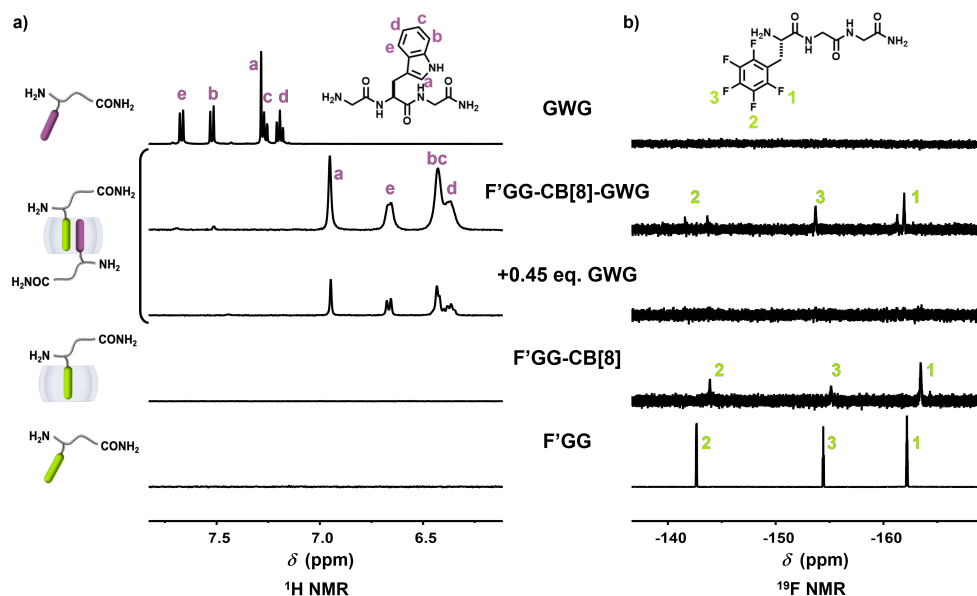 a)
b)
H₂N
CONH₂
e
b
a
c
d
d
c
b
e
NH
a
H₂N
O
N
H
O
H
N
O
NH₂
GWG
NH₂
O
H
N
O
N
H
O
NH₂
F
F
F
F
F
3
1
2
CONH₂
H₂N
NH₂
H₂NOC
a
e
bc
d
F'GG-CB[8]-GWG
2
3
1
+0.45 eq. GWG
CONH₂
H₂N
F'GG-CB[8]
2
3
1
H₂N
CONH₂
F'GG
2
3
1
7.5
7.0
6.5
δ (ppm)
¹H NMR
-140
-150
-160
δ (ppm)
¹⁹F NMR